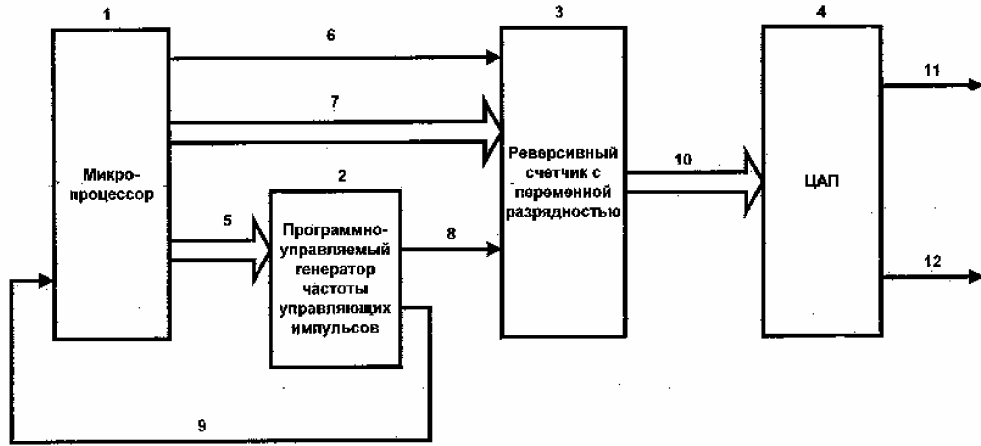 1
3
4
6
11
7
Микро-
процессор
Реверсивный
счетчик с
переменной
разрядностью
10
ЦАП
2
5
Программно-
управляемый
генератор
частоты
управляющих
импульсов
8
12
9